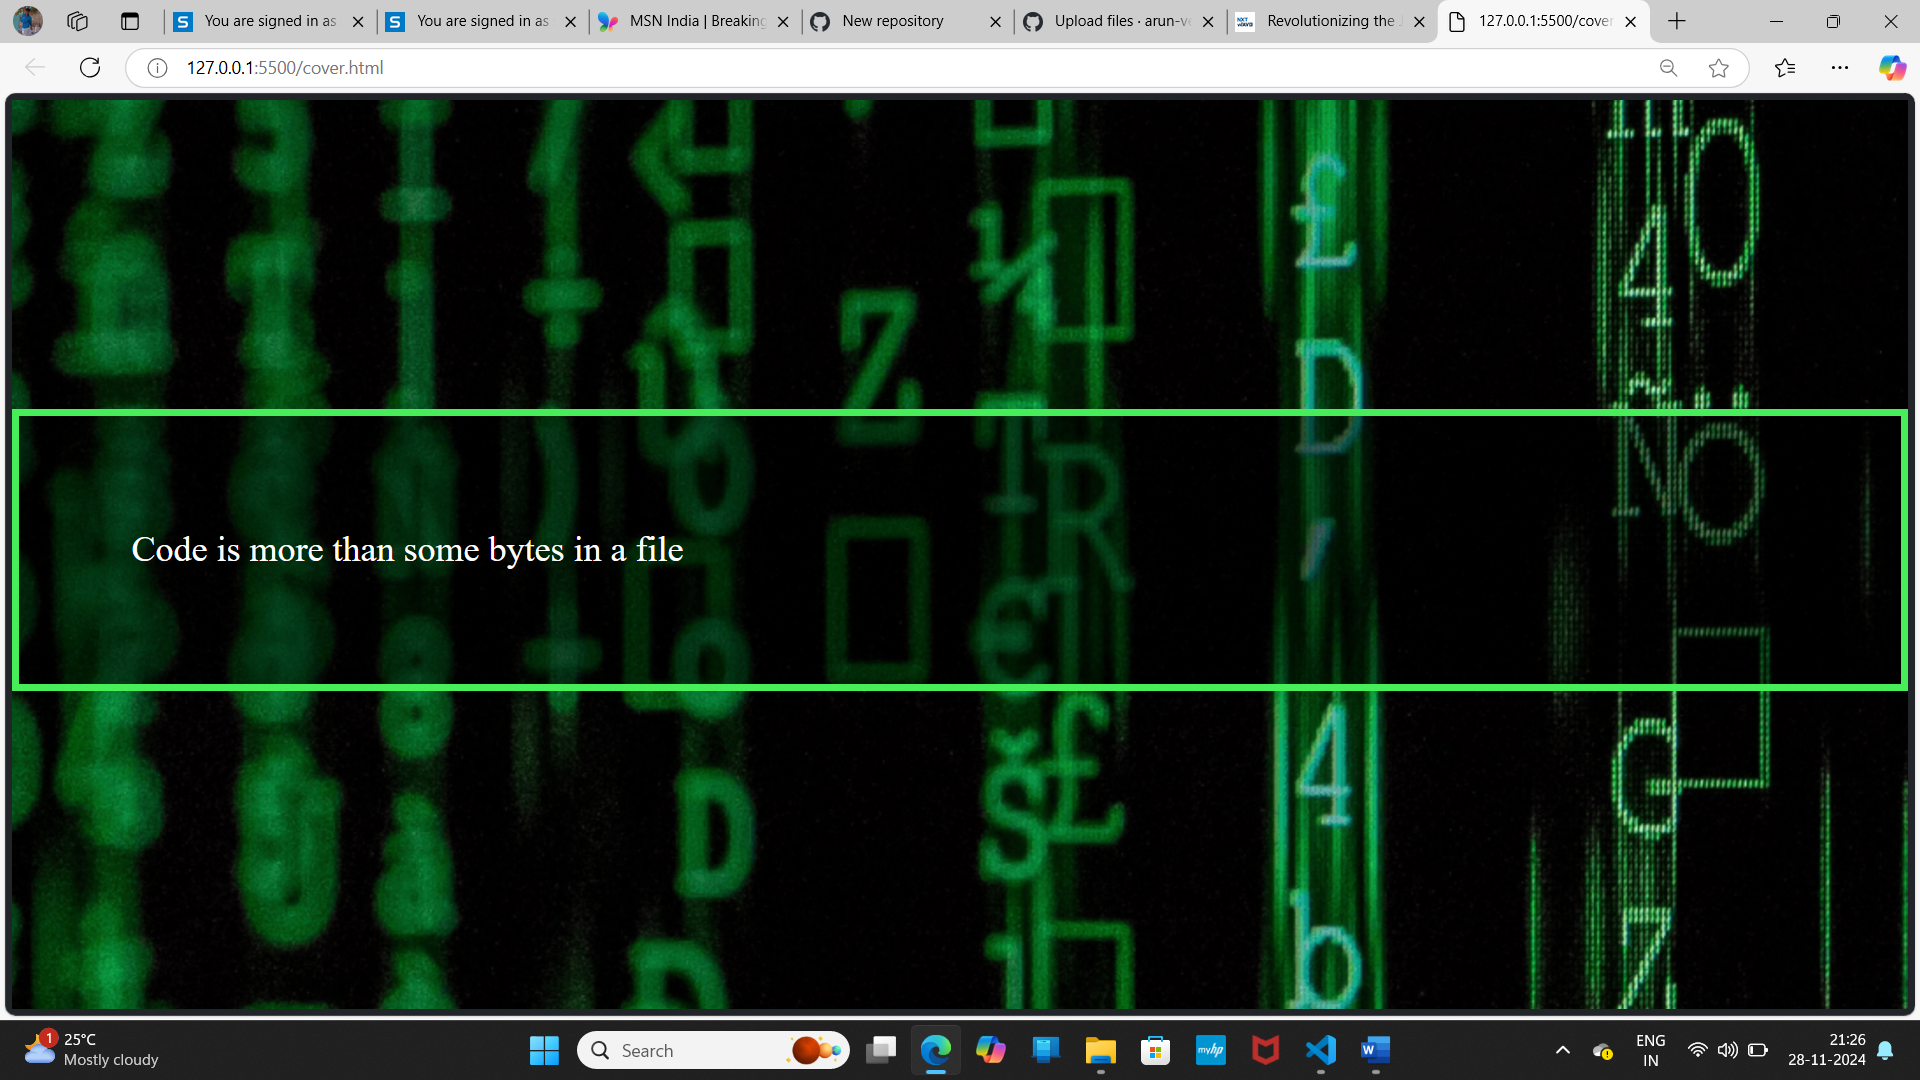 You are signed in as
You are signed in as
MSN India | Breaking
New repository
Upload files · arun-ve
Revolutionizing the
127.0.0.1:5500/cover
127.0.0.1:5500/cover.html
Code is more than some bytes in a file
1
25°C
Mostly cloudy
Search
myhp
ENG
IN
21:26
28-11-2024